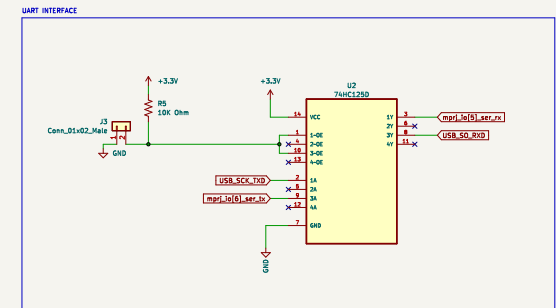 UART INTERFACE
+3.3V
+3.3V
R5
10K Ohm
J3
Conn_01x02_Male
1 2
GND
U2
74HC125D
14 VCC
1 1-OE
4 2-OE
10 3-OE
13 4-OE
USB_SCK_TXD 2 1A
5 2A
mprj_io[6]_ser_tx 9 3A
12 4A
7 GND
GND
1Y 3 mprj_io[5]_ser_rx
2Y 6
3Y 8 USB_SO_RXD
4Y 11